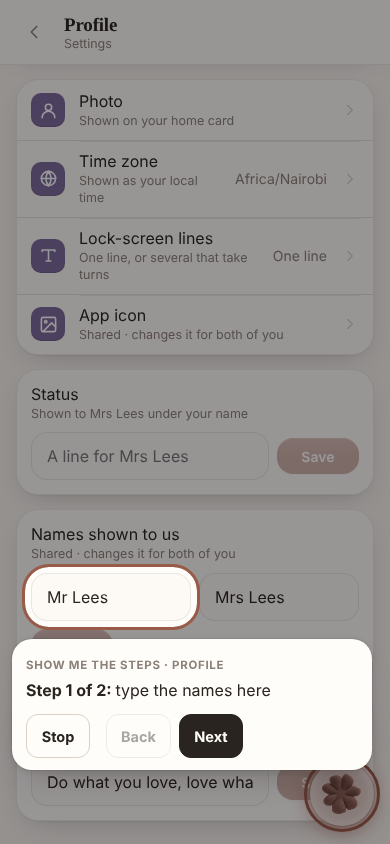 Profile
Settings
Photo
Shown on your home card
Time zone
Shown as your local
time
Africa/Nairobi
Lock-screen lines
One line, or several that take
turns
One line
App icon
Shared · changes it for both of you
Status
Shown to Mrs Lees under your name
A line for Mrs Lees
Save
Names shown to us
Shared · changes it for both of you
Mr Lees
Mrs Lees
SHOW ME THE STEPS · PROFILE
Step 1 of 2: type the names here
Stop
Back
Next
Do what you love, love wha